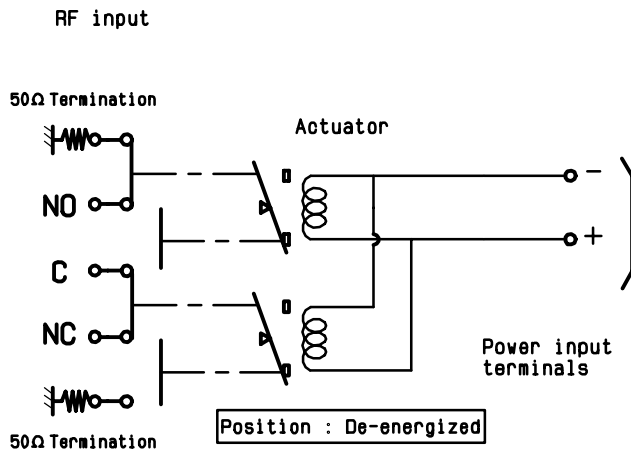 RF input
50Ω Termination
Actuator
NO
-
+
C
NC
Power input
terminals
Position : De-energized
50Ω Termination